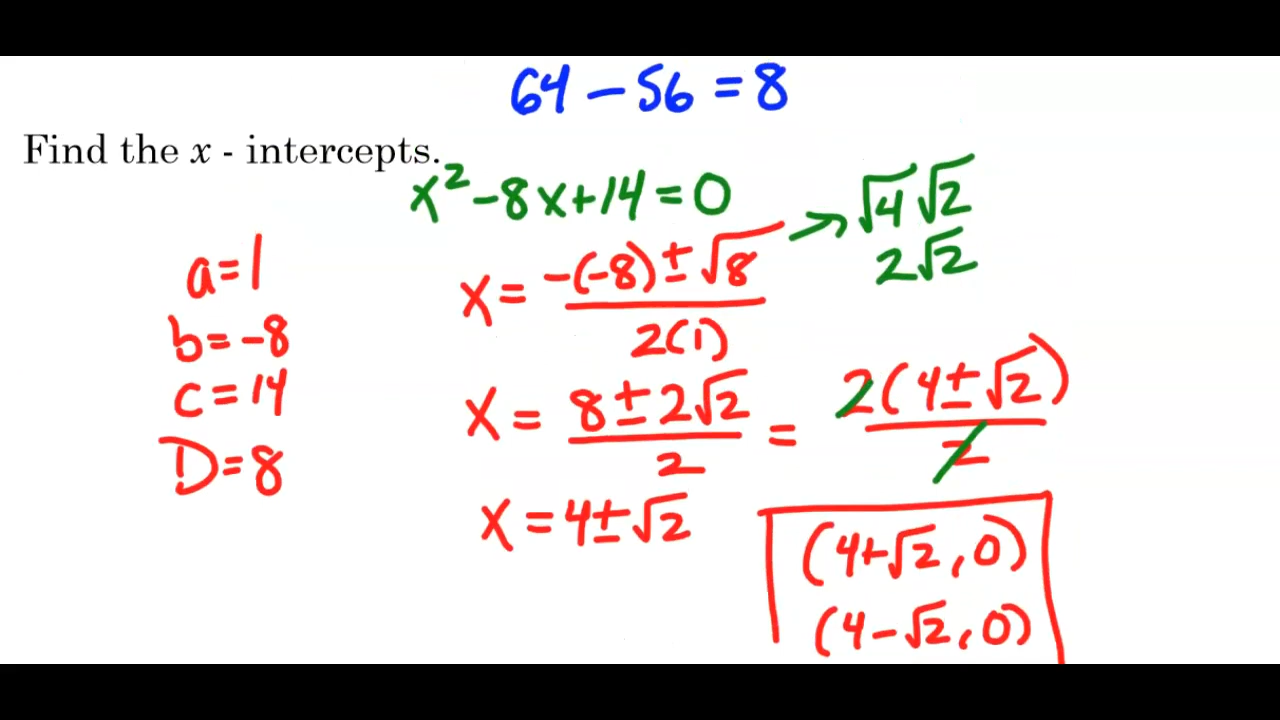 64 - 56 = 8
Find the x - intercepts.
x² - 8x + 14 = 0
→ √4 √2
2√2
a = 1
b = -8
c = 14
D = 8
x = (-(-8) ± √8) / 2(1)
x = (8 ± 2√2) / 2 = 2(4 ± √2) / 2
x = 4 ± √2
(4+√2, 0)
(4-√2, 0)